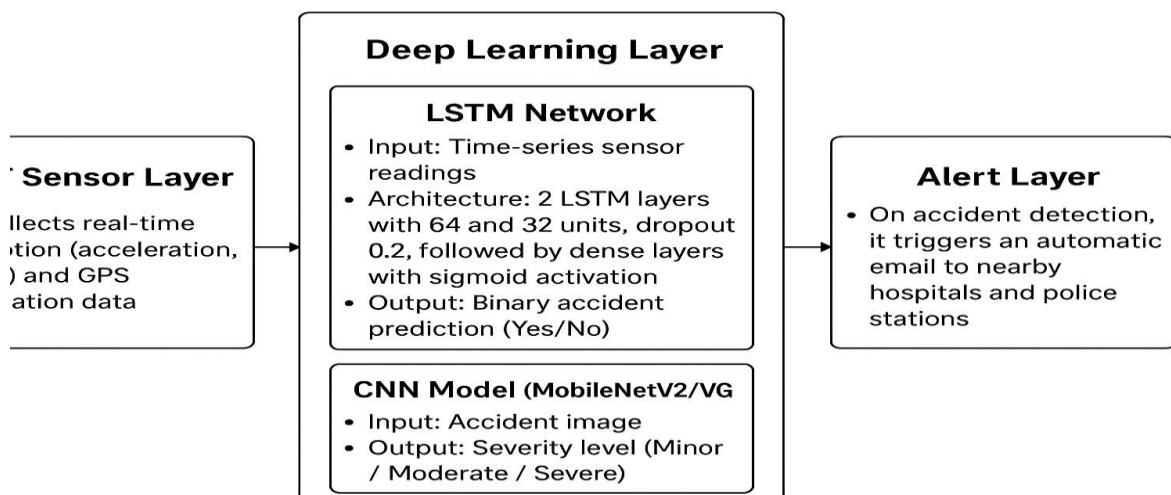 Deep Learning Layer
LSTM Network
• Input: Time-series sensor
readings
• Architecture: 2 LSTM layers
with 64 and 32 units, dropout
0.2, followed by dense layers
with sigmoid activation
• Output: Binary accident
prediction (Yes/No)
CNN Model (MobileNetV2/VG
• Input: Accident image
• Output: Severity level (Minor
/ Moderate / Severe)
Sensor Layer
real-time
(acceleration,
) and GPS
data
Alert Layer
• On accident detection,
it triggers an automatic
email to nearby
hospitals and police
stations